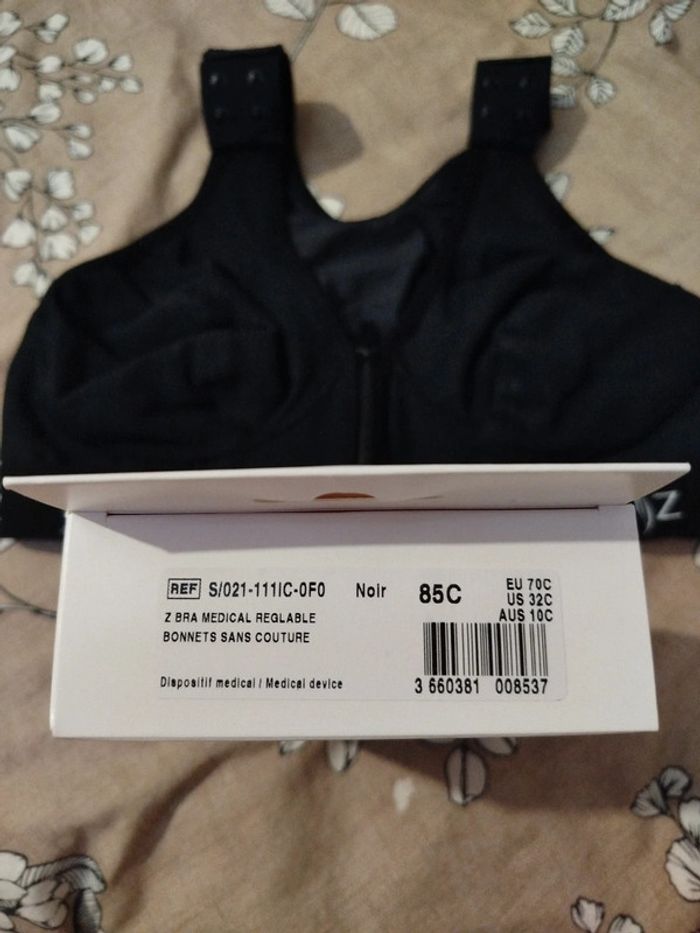 REF S/021-111IC-0F0 Noir 85C EU 70C
US 32C
AUS 10C
Z BRA MEDICAL REGLABLE
BONNETS SANS COUTURE
Dispositif medical / Medical device
3 660381 008537
Z